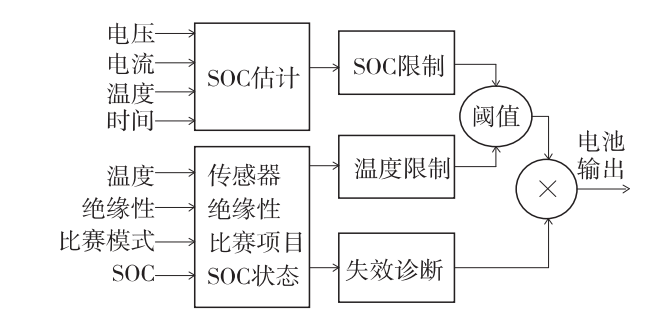 电压
电流
温度
时间
SOC估计
SOC限制
阈值
电池
输出
温度
绝缘性
比赛模式
SOC
传感器
绝缘性
比赛项目
SOC状态
温度限制
失效诊断
×